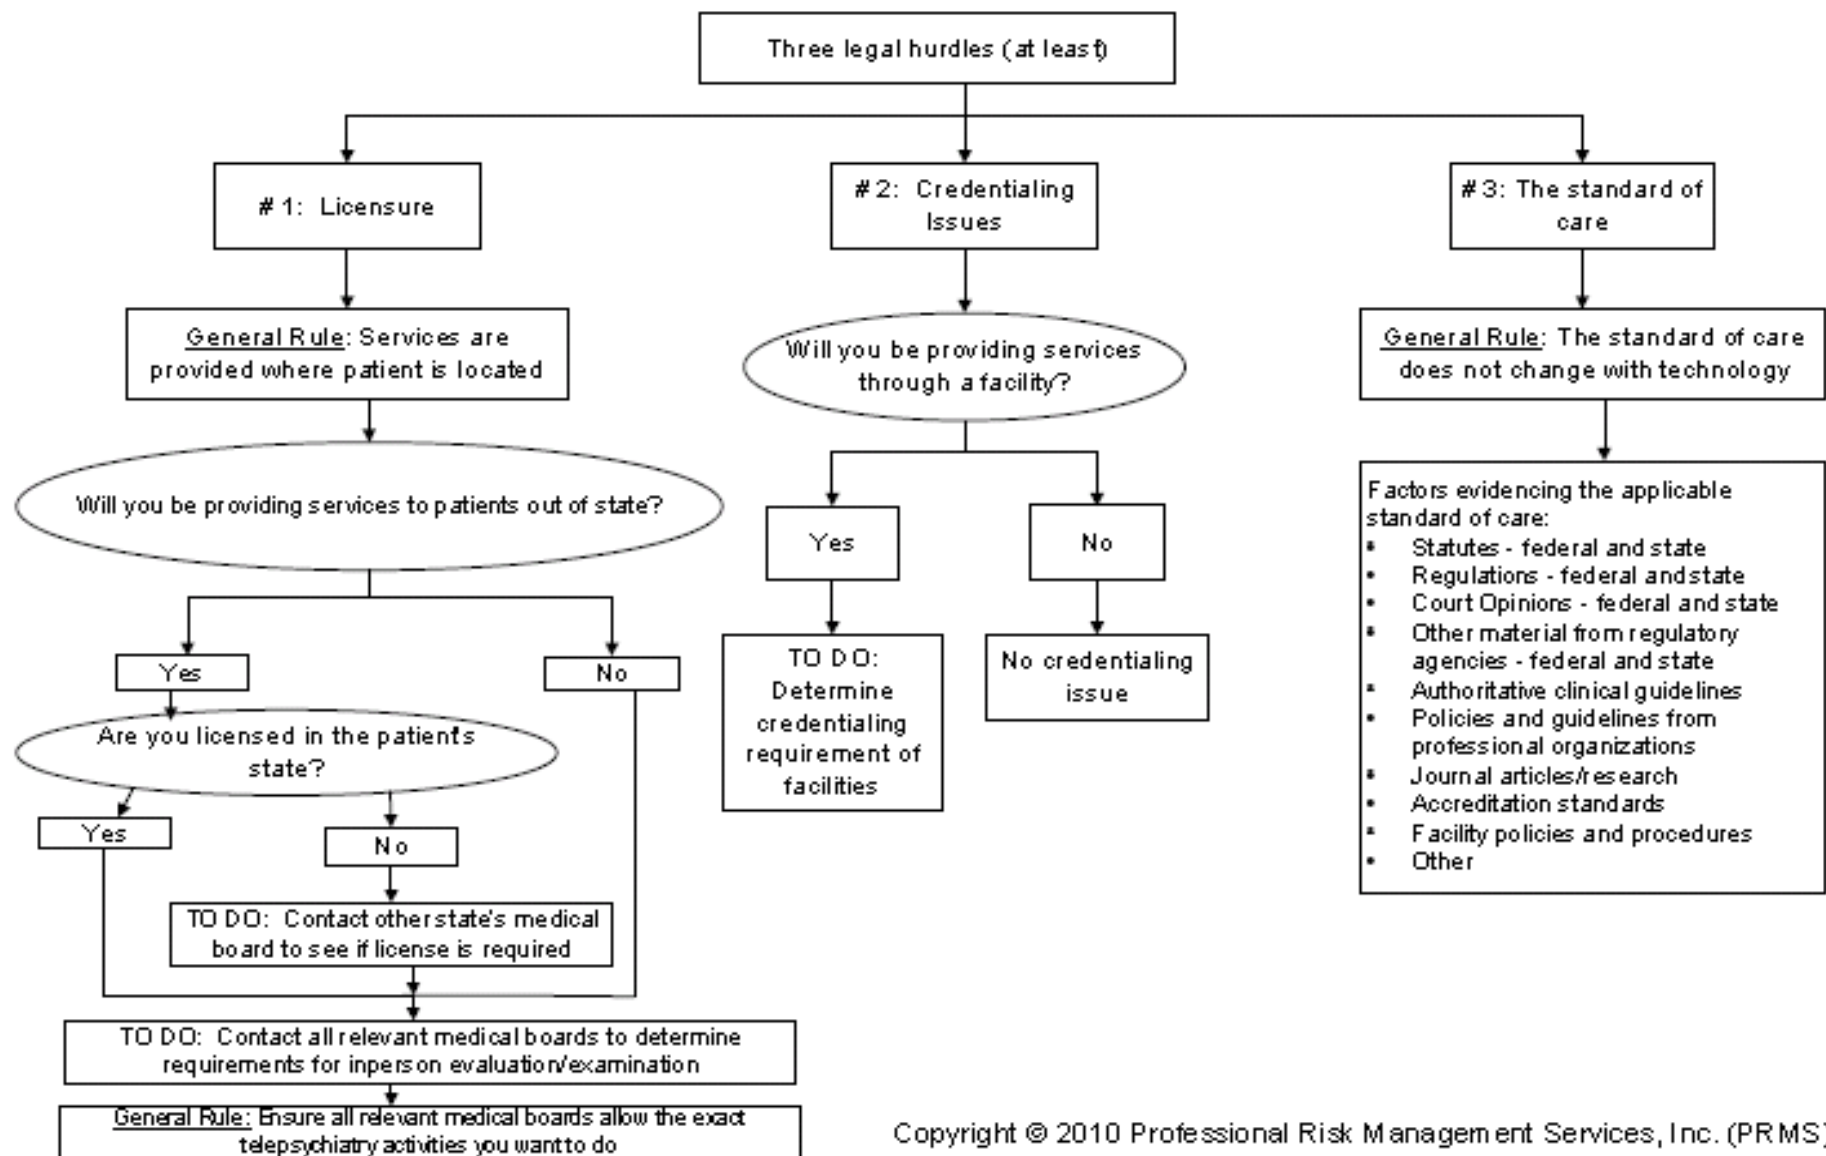 Three legal hurdles (at least)
# 1: Licensure
General Rule: Services are
provided where patient is located
Will you be providing services to patients out of state?
Yes
No
Are you licensed in the patient's
state?
Yes
No
TO DO: Contact other state's medical
board to see if license is required
TO DO: Contact all relevant medical boards to determine
requirements for inperson evaluation/examination
General Rule: Ensure all relevant medical boards allow the exact
telepsychiatry activities you want to do
# 2: Credentialing
Issues
Will you be providing services
through a facility?
Yes
No
TO DO:
Determine
credentialing
requirement of
facilities
No credentialing
issue
# 3: The standard of
care
General Rule: The standard of care
does not change with technology
Factors evidencing the applicable
standard of care:
• Statutes - federal and state
• Regulations - federal and state
• Court Opinions - federal and state
• Other material from regulatory
agencies - federal and state
• Authoritative clinical guidelines
• Policies and guidelines from
professional organizations
• Journal articles/research
• Accreditation standards
• Facility policies and procedures
• Other
Copyright © 2010 Professional Risk Management Services, Inc. (PRMS)